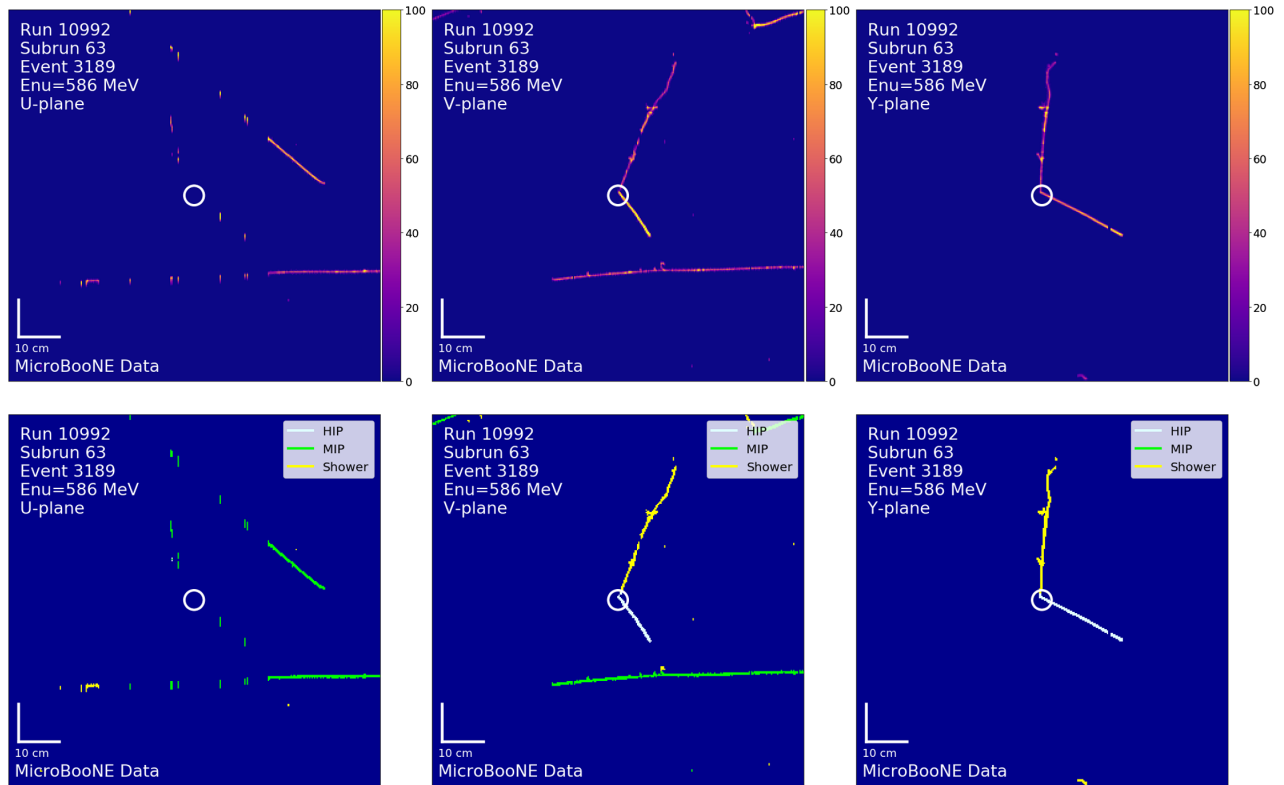 Run 10992
Subrun 63
Event 3189
Enu=586 MeV
U-plane
10 cm
MicroBooNE Data
100
80
60
40
20
0
Run 10992
Subrun 63
Event 3189
Enu=586 MeV
V-plane
10 cm
MicroBooNE Data
100
80
60
40
20
0
Run 10992
Subrun 63
Event 3189
Enu=586 MeV
Y-plane
10 cm
MicroBooNE Data
100
80
60
40
20
0
Run 10992
Subrun 63
Event 3189
Enu=586 MeV
U-plane
HIP
MIP
Shower
10 cm
MicroBooNE Data
Run 10992
Subrun 63
Event 3189
Enu=586 MeV
V-plane
HIP
MIP
Shower
10 cm
MicroBooNE Data
Run 10992
Subrun 63
Event 3189
Enu=586 MeV
Y-plane
HIP
MIP
Shower
10 cm
MicroBooNE Data